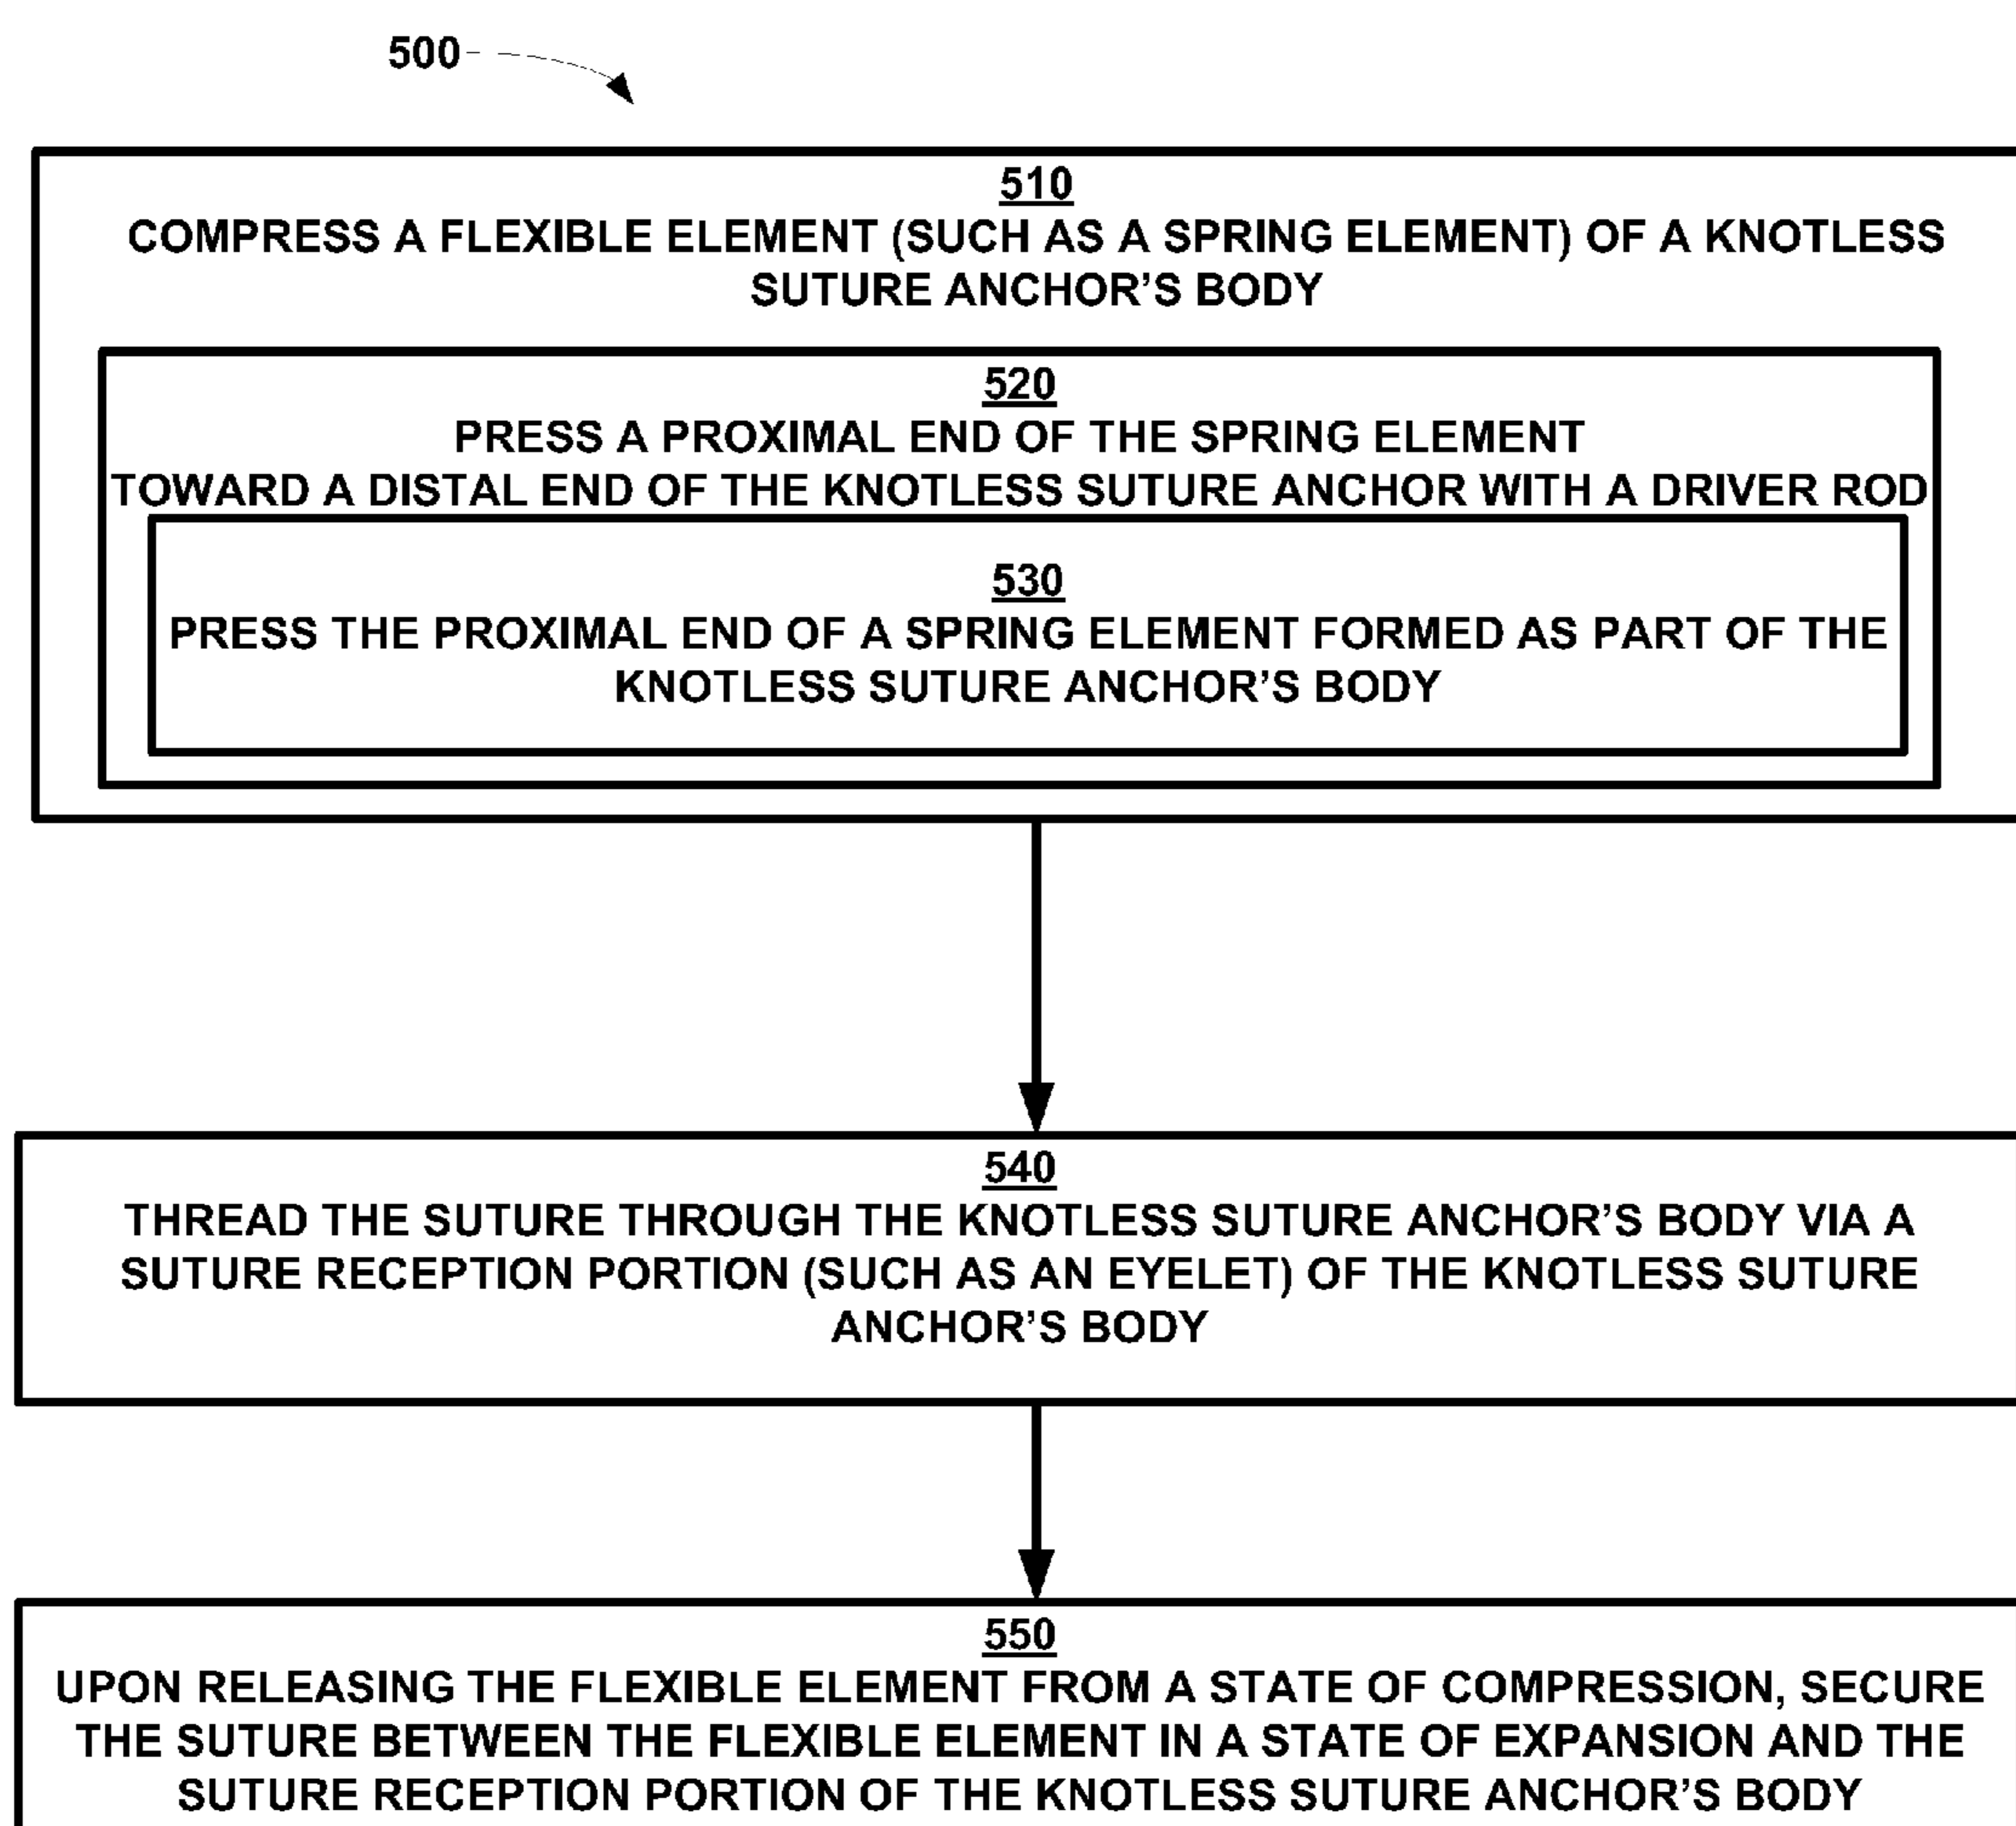 500
510
COMPRESS A FLEXIBLE ELEMENT (SUCH AS A SPRING ELEMENT) OF A KNOTLESS
SUTURE ANCHOR'S BODY
520
PRESS A PROXIMAL END OF THE SPRING ELEMENT
TOWARD A DISTAL END OF THE KNOTLESS SUTURE ANCHOR WITH A DRIVER ROD
530
PRESS THE PROXIMAL END OF A SPRING ELEMENT FORMED AS PART OF THE
KNOTLESS SUTURE ANCHOR'S BODY
540
THREAD THE SUTURE THROUGH THE KNOTLESS SUTURE ANCHOR'S BODY VIA A
SUTURE RECEPTION PORTION (SUCH AS AN EYELET) OF THE KNOTLESS SUTURE
ANCHOR'S BODY
550
UPON RELEASING THE FLEXIBLE ELEMENT FROM A STATE OF COMPRESSION, SECURE
THE SUTURE BETWEEN THE FLEXIBLE ELEMENT IN A STATE OF EXPANSION AND THE
SUTURE RECEPTION PORTION OF THE KNOTLESS SUTURE ANCHOR'S BODY